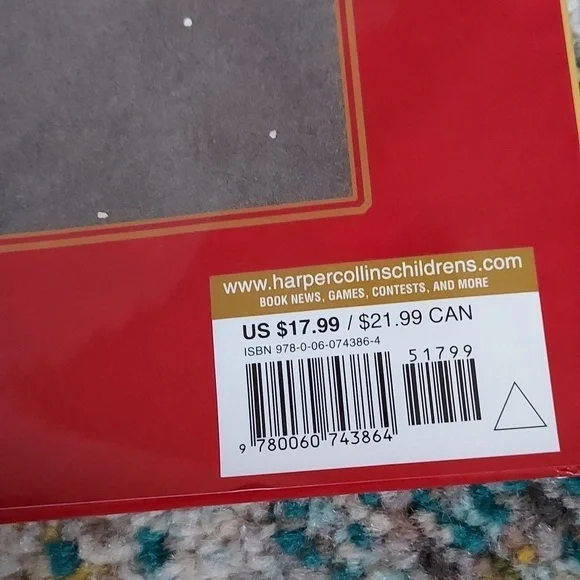 www.harpercollinschildrens.com
BOOK NEWS, GAMES, CONTESTS, AND MORE
US $17.99 / $21.99 CAN
ISBN 978-0-06-074386-4
51799
9 780060 743864